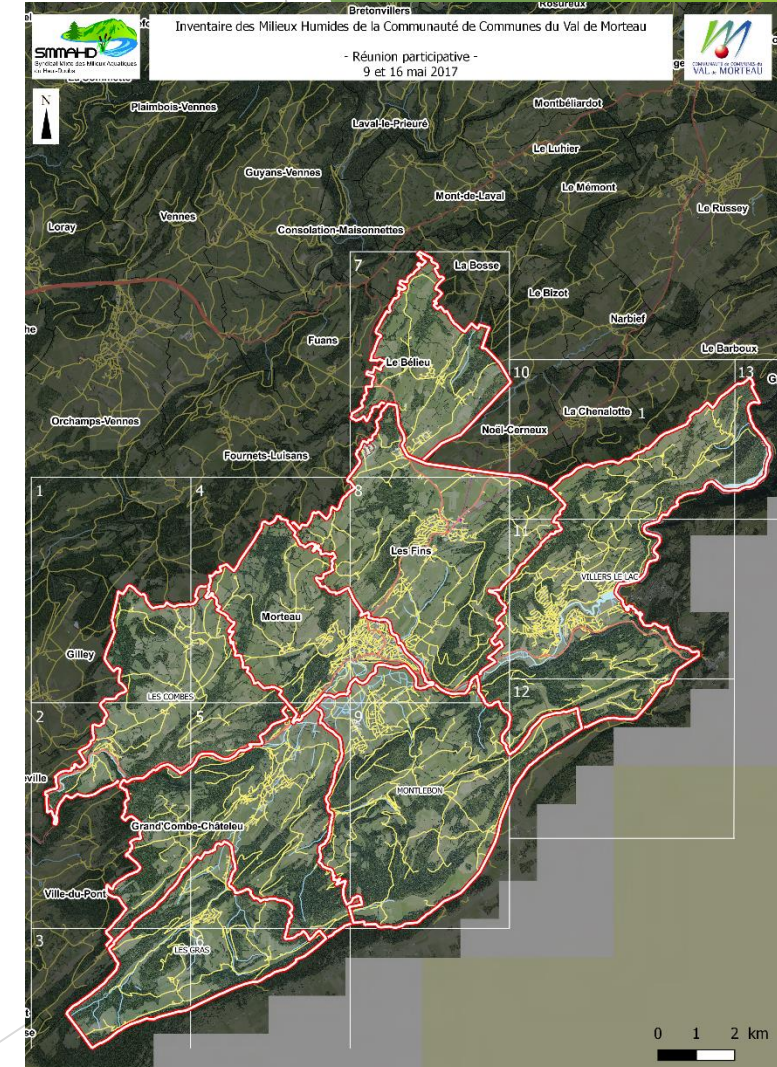 Bretonvillers
Rosureux
Inventaire des Milieux Humides de la Communauté de Communes du Val de Morteau
- Réunion participative -
9 et 16 mai 2017
SMMAHD
Syndicat Mixte des Milieux Aquatiques
du Haut-Doubs
COMMUNAUTÉ DE COMMUNES DU
VAL de MORTEAU
N
Plaimbois-Vennes
Montbéliardot
Laval-le-Prieuré
Le Luhier
Guyans-Vennes
Mont-de-Laval
Le Mémont
Le Russey
Loray
Vennes
Consolation-Maisonnettes
7
La Bosse
Le Bizot
Narbief
Fuans
Le Barboux
Le Bélieu
10
13
Orchamps-Vennes
La Chenalotte
1
Noël-Cerneux
Fournets-Luisans
1
4
8
11
Les Fins
VILLERS LE LAC
Morteau
Gilley
LES COMBES
12
2
5
9
MONTLEBON
Grand'Combe-Châteleu
Ville-du-Pont
3
6
LES GRAS
0 1 2 km